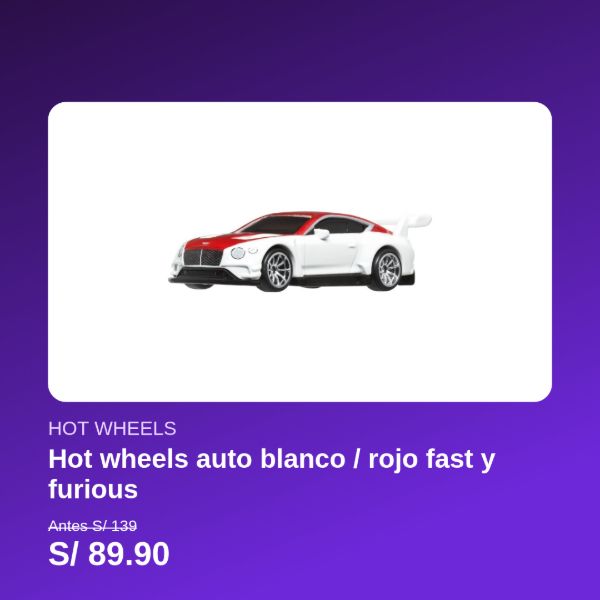 HOT WHEELS
Hot wheels auto blanco / rojo fast y
furious
Antes S/ 139
S/ 89.90